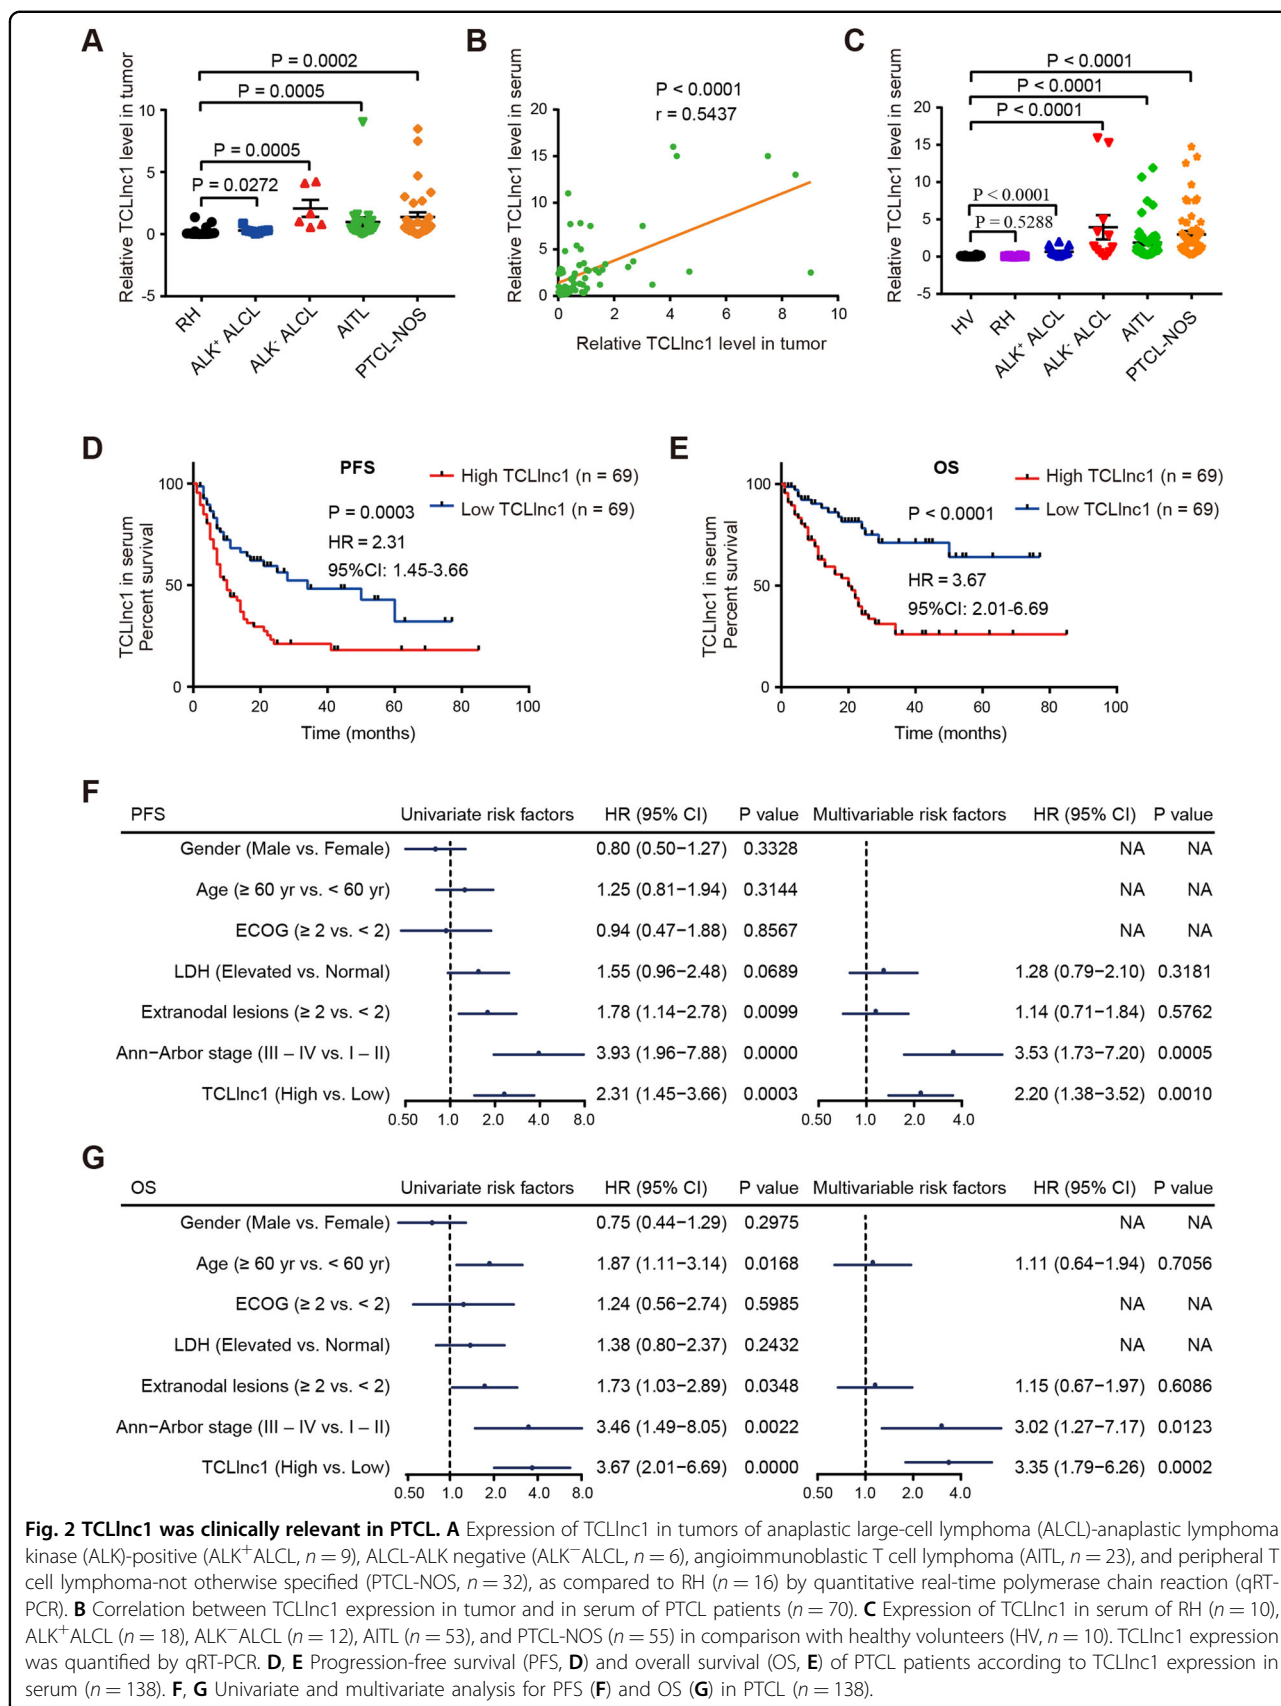 A
Relative TCLlnc1 level in tumor
P = 0.0002
P = 0.0005
P = 0.0005
P = 0.0272
10
5
0
-5
RH
ALK⁺ ALCL
ALK⁻ ALCL
AITL
PTCL-NOS
B
Relative TCLlnc1 level in serum
P < 0.0001
r = 0.5437
20
15
10
5
0
0 2 4 6 8 10
Relative TCLlnc1 level in tumor
C
Relative TCLlnc1 level in serum
P < 0.0001
P < 0.0001
P < 0.0001
P < 0.0001
P = 0.5288
20
15
10
5
0
-5
HV
RH
ALK⁺ ALCL
ALK⁻ ALCL
AITL
PTCL-NOS
D
TCLlnc1 in serum
Percent survival
PFS
High TCLlnc1 (n = 69)
Low TCLlnc1 (n = 69)
P = 0.0003
HR = 2.31
95%CI: 1.45-3.66
100
50
0
0 20 40 60 80 100
Time (months)
E
TCLlnc1 in serum
Percent survival
OS
High TCLlnc1 (n = 69)
Low TCLlnc1 (n = 69)
P < 0.0001
HR = 3.67
95%CI: 2.01-6.69
100
50
0
0 20 40 60 80 100
Time (months)
F
PFS Univariate risk factors HR (95% CI) P value Multivariable risk factors HR (95% CI) P value
Gender (Male vs. Female) 0.80 (0.50−1.27) 0.3328 NA NA
Age (≥ 60 yr vs. < 60 yr) 1.25 (0.81−1.94) 0.3144 NA NA
ECOG (≥ 2 vs. < 2) 0.94 (0.47−1.88) 0.8567 NA NA
LDH (Elevated vs. Normal) 1.55 (0.96−2.48) 0.0689 1.28 (0.79−2.10) 0.3181
Extranodal lesions (≥ 2 vs. < 2) 1.78 (1.14−2.78) 0.0099 1.14 (0.71−1.84) 0.5762
Ann−Arbor stage (III – IV vs. I – II) 3.93 (1.96−7.88) 0.0000 3.53 (1.73−7.20) 0.0005
TCLlnc1 (High vs. Low) 2.31 (1.45−3.66) 0.0003 2.20 (1.38−3.52) 0.0010
0.50 1.0 2.0 4.0 8.0 0.50 1.0 2.0 4.0
G
OS Univariate risk factors HR (95% CI) P value Multivariable risk factors HR (95% CI) P value
Gender (Male vs. Female) 0.75 (0.44−1.29) 0.2975 NA NA
Age (≥ 60 yr vs. < 60 yr) 1.87 (1.11−3.14) 0.0168 1.11 (0.64−1.94) 0.7056
ECOG (≥ 2 vs. < 2) 1.24 (0.56−2.74) 0.5985 NA NA
LDH (Elevated vs. Normal) 1.38 (0.80−2.37) 0.2432 NA NA
Extranodal lesions (≥ 2 vs. < 2) 1.73 (1.03−2.89) 0.0348 1.15 (0.67−1.97) 0.6086
Ann−Arbor stage (III – IV vs. I – II) 3.46 (1.49−8.05) 0.0022 3.02 (1.27−7.17) 0.0123
TCLlnc1 (High vs. Low) 3.67 (2.01−6.69) 0.0000 3.35 (1.79−6.26) 0.0002
0.50 1.0 2.0 4.0 8.0 0.50 1.0 2.0 4.0
Fig. 2 TCLlnc1 was clinically relevant in PTCL. A Expression of TCLlnc1 in tumors of anaplastic large-cell lymphoma (ALCL)-anaplastic lymphoma
kinase (ALK)-positive (ALK⁺ALCL, n = 9), ALCL-ALK negative (ALK⁻ALCL, n = 6), angioimmunoblastic T cell lymphoma (AITL, n = 23), and peripheral T
cell lymphoma-not otherwise specified (PTCL-NOS, n = 32), as compared to RH (n = 16) by quantitative real-time polymerase chain reaction (qRT-
PCR). B Correlation between TCLlnc1 expression in tumor and in serum of PTCL patients (n = 70). C Expression of TCLlnc1 in serum of RH (n = 10),
ALK⁺ALCL (n = 18), ALK⁻ALCL (n = 12), AITL (n = 53), and PTCL-NOS (n = 55) in comparison with healthy volunteers (HV, n = 10). TCLlnc1 expression
was quantified by qRT-PCR. D, E Progression-free survival (PFS, D) and overall survival (OS, E) of PTCL patients according to TCLlnc1 expression in
serum (n = 138). F, G Univariate and multivariate analysis for PFS (F) and OS (G) in PTCL (n = 138).